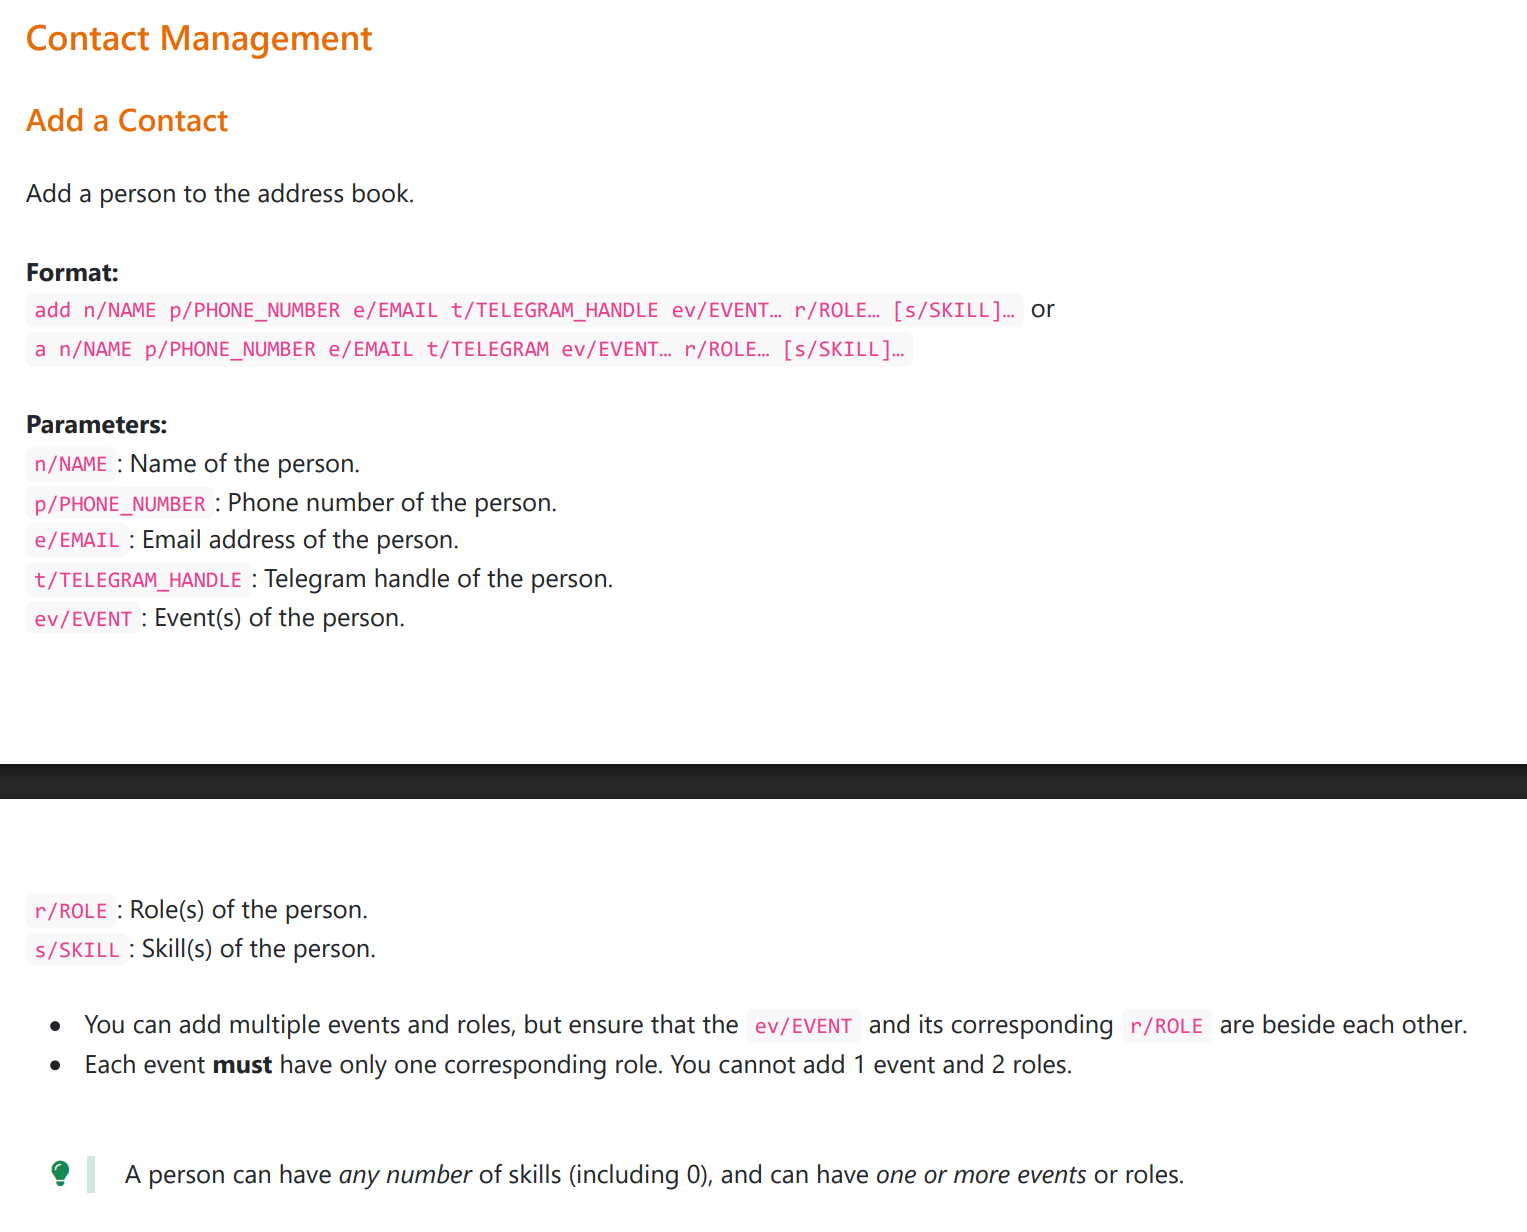 Contact Management
Add a Contact
Add a person to the address book.
Format:
add n/NAME p/PHONE_NUMBER e/EMAIL t/TELEGRAM_HANDLE ev/EVENT… r/ROLE… [s/SKILL]… or
a n/NAME p/PHONE_NUMBER e/EMAIL t/TELEGRAM ev/EVENT… r/ROLE… [s/SKILL]…
Parameters:
n/NAME : Name of the person.
p/PHONE_NUMBER : Phone number of the person.
e/EMAIL : Email address of the person.
t/TELEGRAM_HANDLE : Telegram handle of the person.
ev/EVENT : Event(s) of the person.
r/ROLE : Role(s) of the person.
s/SKILL : Skill(s) of the person.
• You can add multiple events and roles, but ensure that the ev/EVENT and its corresponding r/ROLE are beside each other.
• Each event must have only one corresponding role. You cannot add 1 event and 2 roles.
A person can have any number of skills (including 0), and can have one or more events or roles.